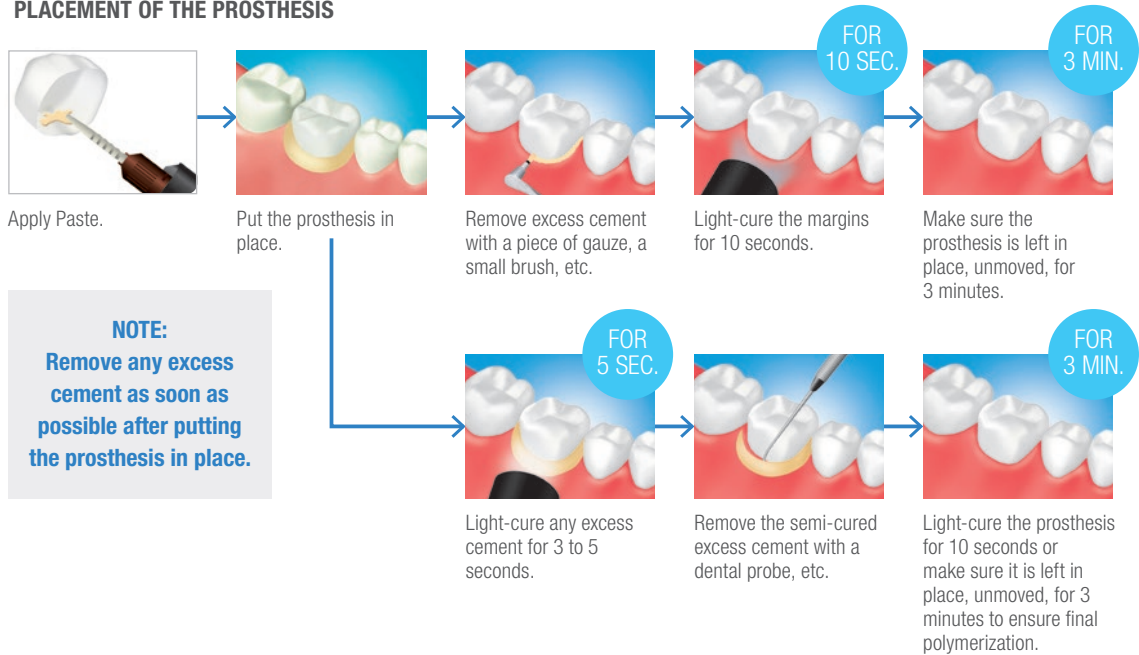 PLACEMENT OF THE PROSTHESIS
FOR
10 SEC.
FOR
3 MIN.
Apply Paste.
Put the prosthesis in
place.
Remove excess cement
with a piece of gauze, a
small brush, etc.
Light-cure the margins
for 10 seconds.
Make sure the
prosthesis is left in
place, unmoved, for
3 minutes.
NOTE:
Remove any excess
cement as soon as
possible after putting
the prosthesis in place.
FOR
5 SEC.
FOR
3 MIN.
Light-cure any excess
cement for 3 to 5
seconds.
Remove the semi-cured
excess cement with a
dental probe, etc.
Light-cure the prosthesis
for 10 seconds or
make sure it is left in
place, unmoved, for 3
minutes to ensure final
polymerization.